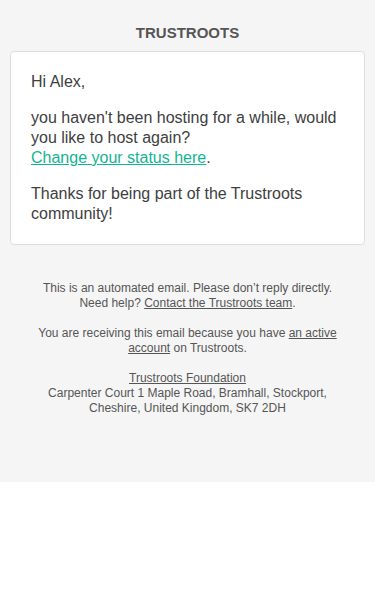 TRUSTROOTS
Hi Alex,
you haven't been hosting for a while, would
you like to host again?
Change your status here.
Thanks for being part of the Trustroots
community!
This is an automated email. Please don’t reply directly.
Need help? Contact the Trustroots team.
You are receiving this email because you have an active
account on Trustroots.
Trustroots Foundation
Carpenter Court 1 Maple Road, Bramhall, Stockport,
Cheshire, United Kingdom, SK7 2DH